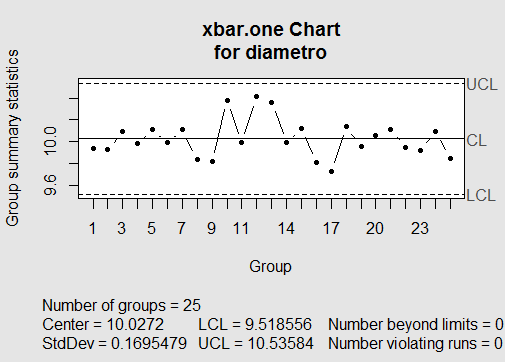 xbar.one Chart
for diametro
Group summary statistics
10.0
9.6
UCL
CL
LCL
1 3 5 7 9 11 14 17 20 23
Group
Number of groups = 25
Center = 10.0272 LCL = 9.518556 Number beyond limits = 0
StdDev = 0.1695479 UCL = 10.53584 Number violating runs = 0